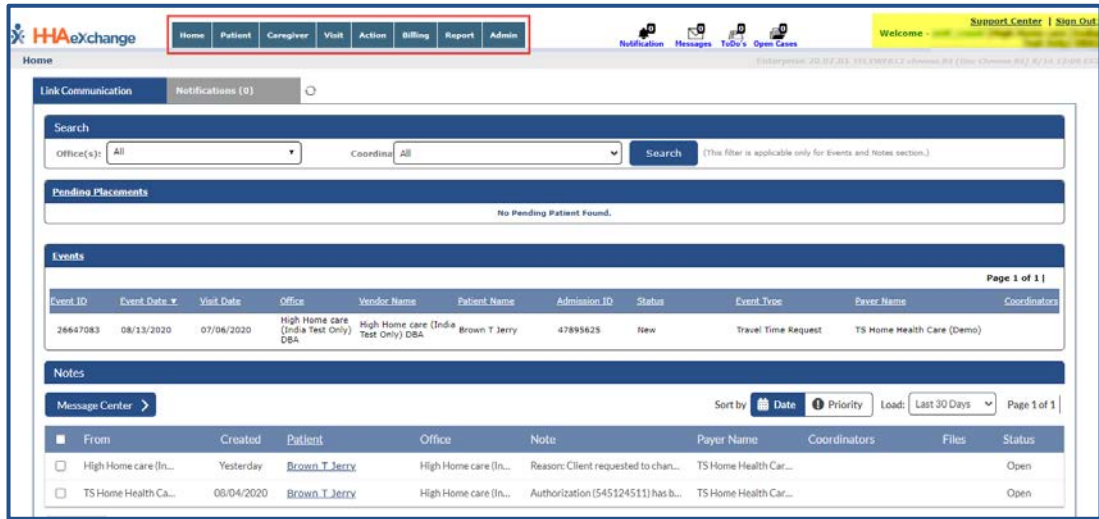 HHAeXchange
Home Patient Caregiver Visit Action Billing Report Admin
0 0 0 0
Notification Messages ToDo's Open Cases
Support Center | Sign Out
Welcome -
Home
Link Communication Notifications (0)
Search
Office(s): All Coordina All Search (This filter is applicable only for Events and Notes section.)
Pending Placements
No Pending Patient Found.
Events
Page 1 of 1 |
Event ID Event Date ▼ Visit Date Office Vendor Name Patient Name Admission ID Status Event Type Payer Name Coordinators
26647083 08/13/2020 07/06/2020 High Home care (India Test Only) DBA High Home care (India Test Only) DBA Brown T Jerry 47895625 New Travel Time Request TS Home Health Care (Demo)
Notes
Message Center > Sort by Date Priority Load: Last 30 Days Page 1 of 1
From Created Patient Office Note Payer Name Coordinators Files Status
High Home care (In... Yesterday Brown T Jerry High Home care (In... Reason: Client requested to chan... TS Home Health Car... Open
TS Home Health Ca... 08/04/2020 Brown T Jerry High Home care (In... Authorization (545124511) has b... TS Home Health Car... Open